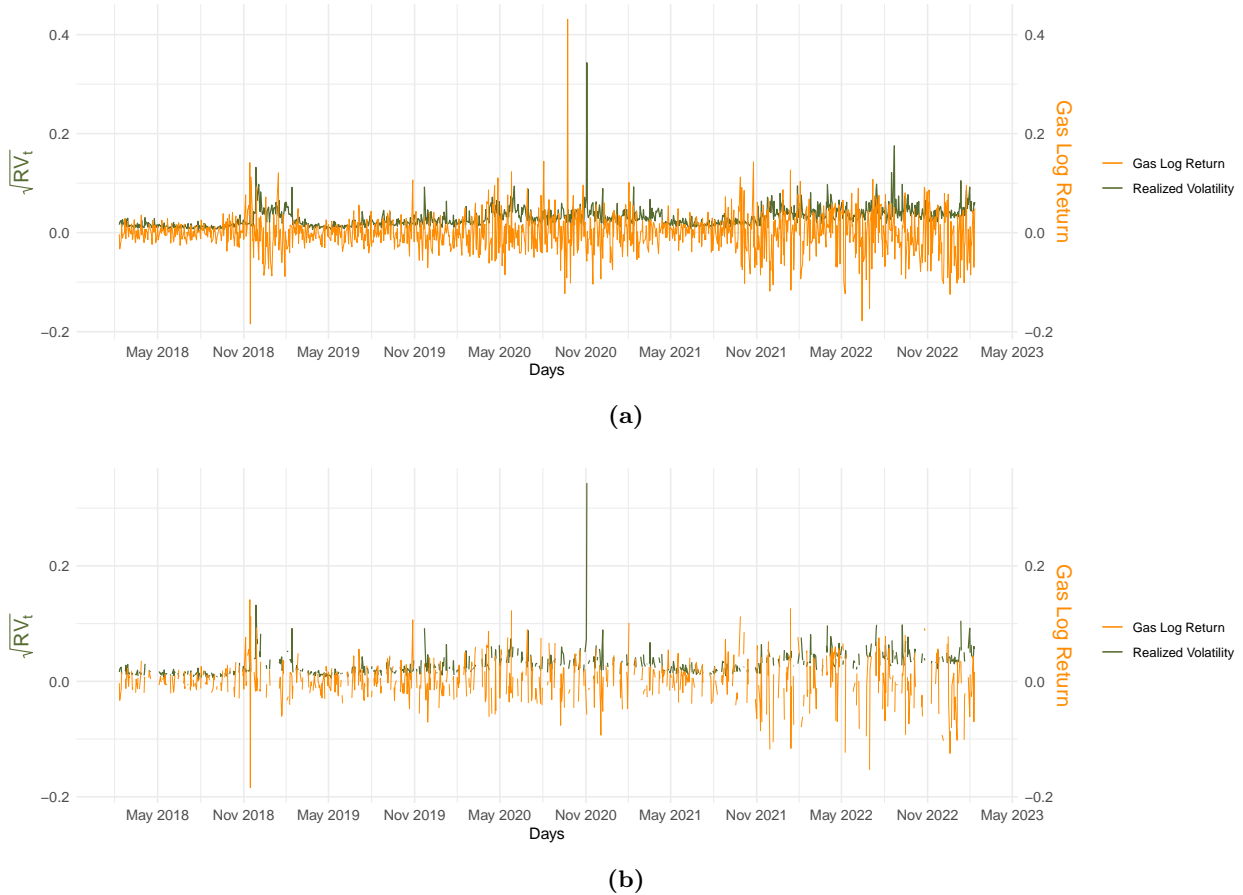 0.4
0.2
0.0
−0.2
√RVt
0.4
0.2
0.0
−0.2
Gas Log Return
Gas Log Return
Realized Volatility
May 2018 Nov 2018 May 2019 Nov 2019 May 2020 Nov 2020 May 2021 Nov 2021 May 2022 Nov 2022 May 2023
Days
(a)
0.2
0.0
−0.2
√RVt
0.2
0.0
−0.2
Gas Log Return
Gas Log Return
Realized Volatility
May 2018 Nov 2018 May 2019 Nov 2019 May 2020 Nov 2020 May 2021 Nov 2021 May 2022 Nov 2022 May 2023
Days
(b)